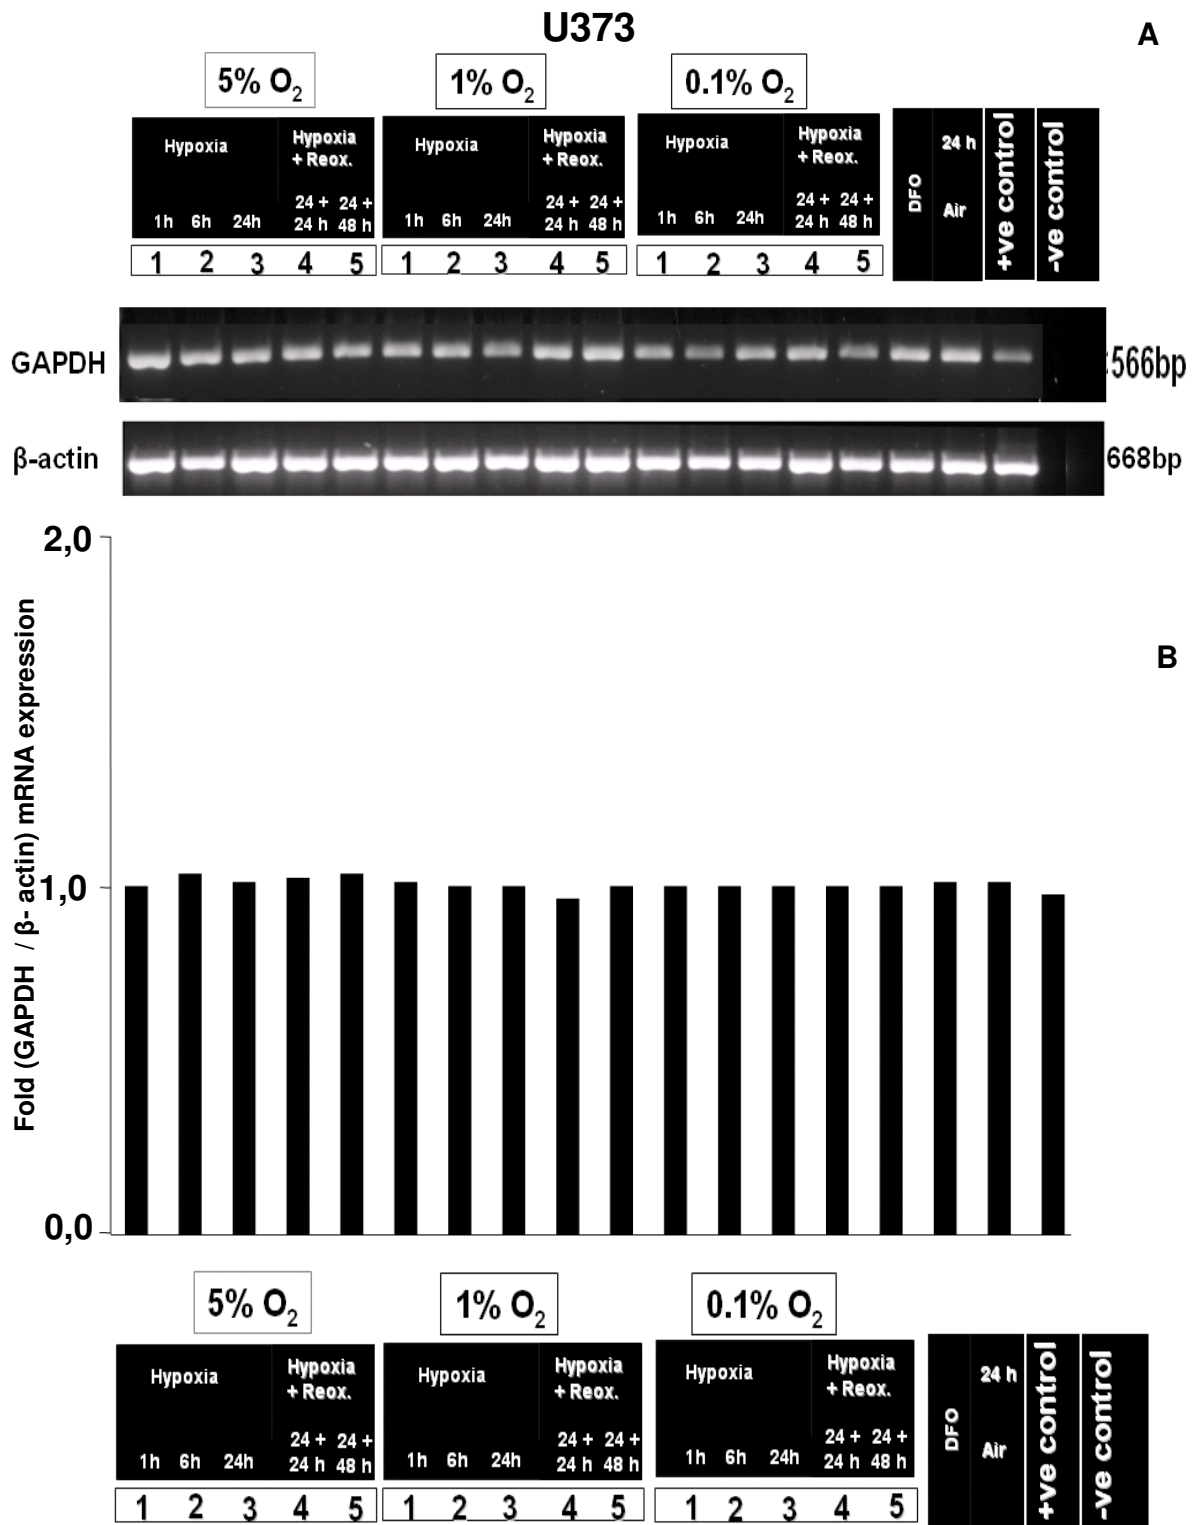 U373
A
5% O2
1% O2
0.1% O2
Hypoxia
Hypoxia
+ Reox.
1h 6h 24h
24 + 24 +
24 h 48 h
1 2 3 4 5
Hypoxia
Hypoxia
+ Reox.
1h 6h 24h
24 + 24 +
24 h 48 h
1 2 3 4 5
Hypoxia
Hypoxia
+ Reox.
1h 6h 24h
24 + 24 +
24 h 48 h
1 2 3 4 5
DFO
24 h
Air
+ve control
-ve control
GAPDH
:566bp
β-actin
668bp
B
Fold (GAPDH / β- actin) mRNA expression
2,0
1,0
0,0
5% O2
1% O2
0.1% O2
Hypoxia
Hypoxia
+ Reox.
1h 6h 24h
24 + 24 +
24 h 48 h
1 2 3 4 5
Hypoxia
Hypoxia
+ Reox.
1h 6h 24h
24 + 24 +
24 h 48 h
1 2 3 4 5
Hypoxia
Hypoxia
+ Reox.
1h 6h 24h
24 + 24 +
24 h 48 h
1 2 3 4 5
DFO
24 h
Air
+ve control
-ve control